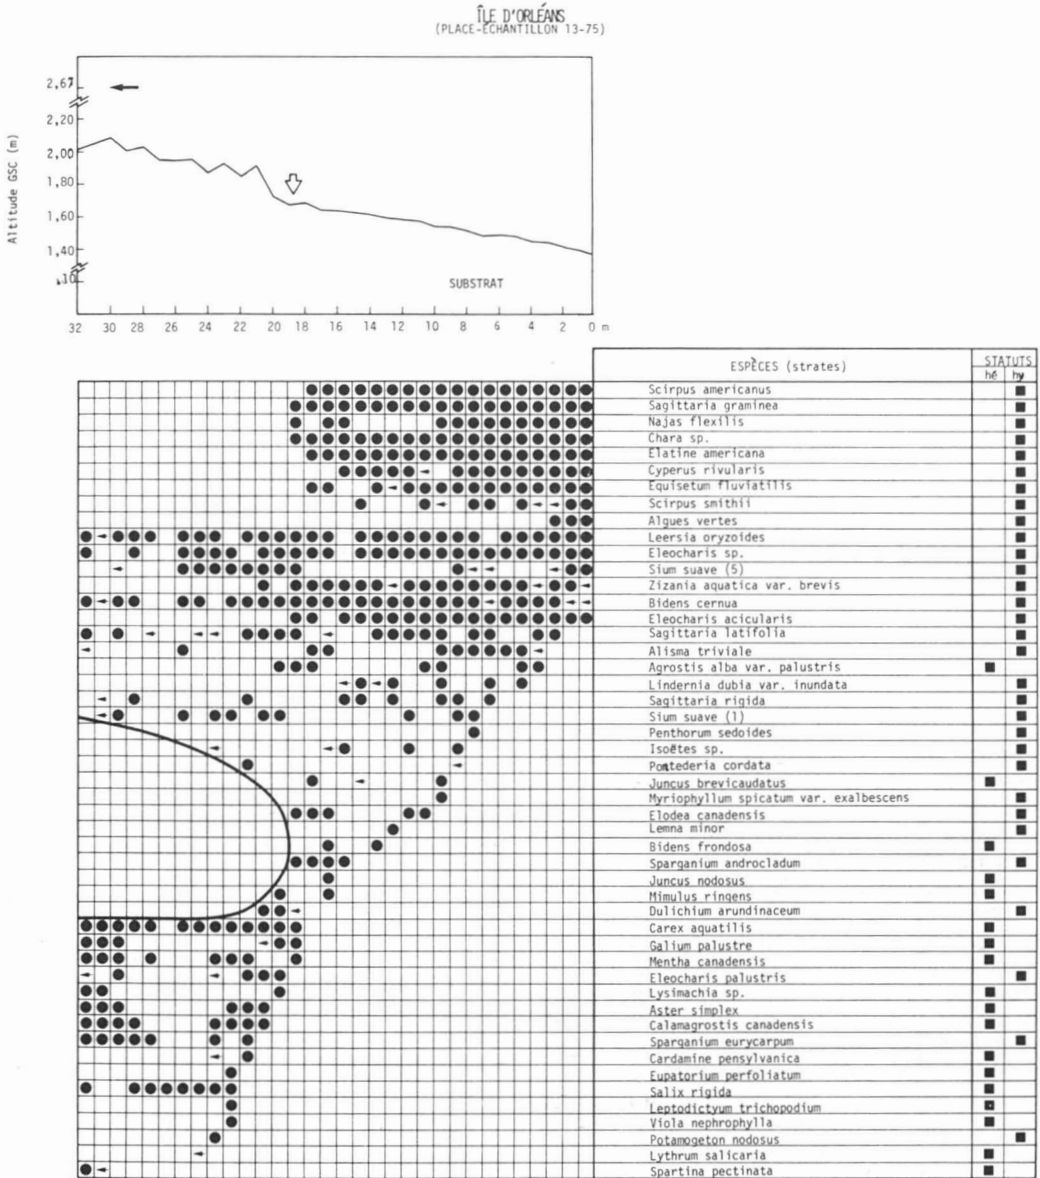 ÎLE D'ORLÉANS
(PLACE-ÉCHANTILLON 13-75)
Altitude GSC (m)
2,67
2,20
2,00
1,80
1,60
1,40
,10
SUBSTRAT
32 30 28 26 24 22 20 18 16 14 12 10 8 6 4 2 0 m
ESPÈCES (strates)
STATUTS
hé hy
Scirpus americanus
Sagittaria graminea
Najas flexilis
Chara sp.
Elatine americana
Cyperus rivularis
Equisetum fluviatilis
Scirpus smithii
Algues vertes
Leersia oryzoides
Eleocharis sp.
Sium suave (5)
Zizania aquatica var. brevis
Bidens cernua
Eleocharis acicularis
Sagittaria latifolia
Alisma triviale
Agrostis alba var. palustris
Lindernia dubia var. inundata
Sagittaria rigida
Sium suave (1)
Penthorum sedoides
Isoëtes sp.
Pontederia cordata
Juncus brevicaudatus
Myriophyllum spicatum var. exalbescens
Elodea canadensis
Lemna minor
Bidens frondosa
Sparganium androcladum
Juncus nodosus
Mimulus ringens
Dulichium arundinaceum
Carex aquatilis
Galium palustre
Mentha canadensis
Eleocharis palustris
Lysimachia sp.
Aster simplex
Calamagrostis canadensis
Sparganium eurycarpum
Cardamine pensylvanica
Eupatorium perfoliatum
Salix rigida
Leptodictyum trichopodium
Viola nephrophylla
Potamogeton nodosus
Lythrum salicaria
Spartina pectinata